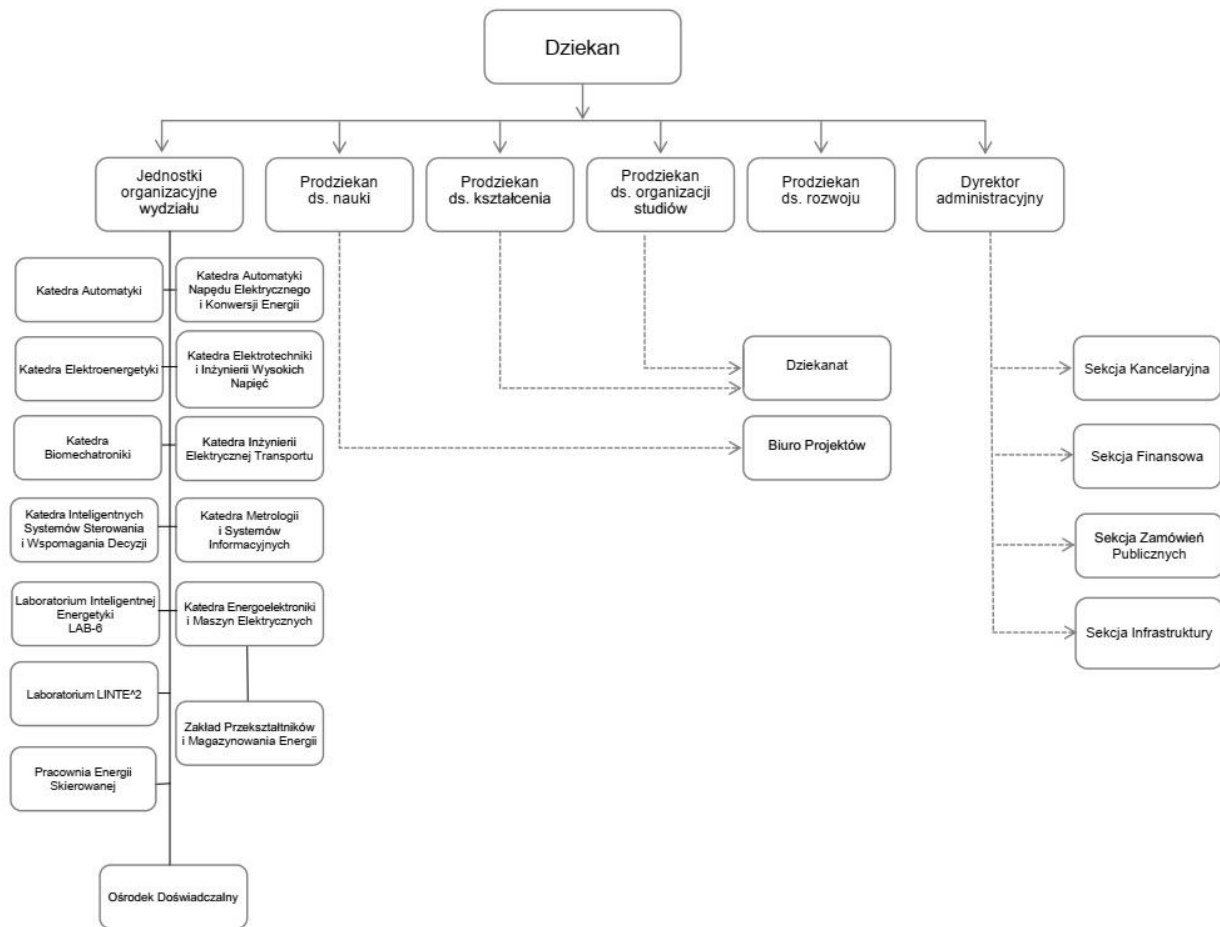 Dziekan
Jednostki
organizacyjne
wydziału
Prodziekan
ds. nauki
Prodziekan
ds. kształcenia
Prodziekan
ds. organizacji
studiów
Prodziekan
ds. rozwoju
Dyrektor
administracyjny
Katedra Automatyki
Katedra Automatyki
Napędu Elektrycznego
i Konwersji Energii
Katedra Elektroenergetyki
Katedra Elektrotechniki
i Inżynierii Wysokich
Napięć
Dziekanat
Sekcja Kancelaryjna
Katedra
Biomechatroniki
Katedra Inżynierii
Elektrycznej Transportu
Biuro Projektów
Sekcja Finansowa
Katedra Inteligentnych
Systemów Sterowania
i Wspomagania Decyzji
Katedra Metrologii
i Systemów
Informacyjnych
Sekcja Zamówień
Publicznych
Laboratorium Inteligentnej
Energetyki
LAB-6
Katedra Energoelektroniki
i Maszyn Elektrycznych
Sekcja Infrastruktury
Laboratorium LINTE^2
Zakład Przekształtników
i Magazynowania Energii
Pracownia Energii
Skierowanej
Ośrodek Doświadczalny